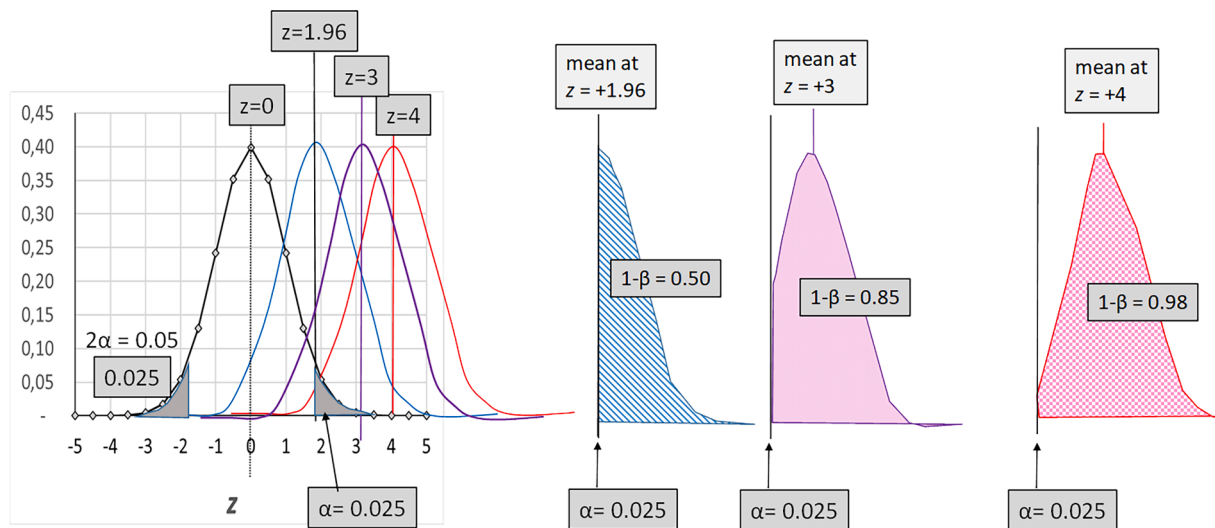 z=1.96
z=3
z=0
z=4
0,45
0,40
0,35
0,30
0,25
0,20
0,15
0,10
0,05
-
2α = 0.05
0.025
-5 -4 -3 -2 -1 0 1 2 3 4 5
z
α= 0.025
mean at
z = +1.96
1-β = 0.50
α= 0.025
mean at
z = +3
1-β = 0.85
α= 0.025
mean at
z = +4
1-β = 0.98
α= 0.025